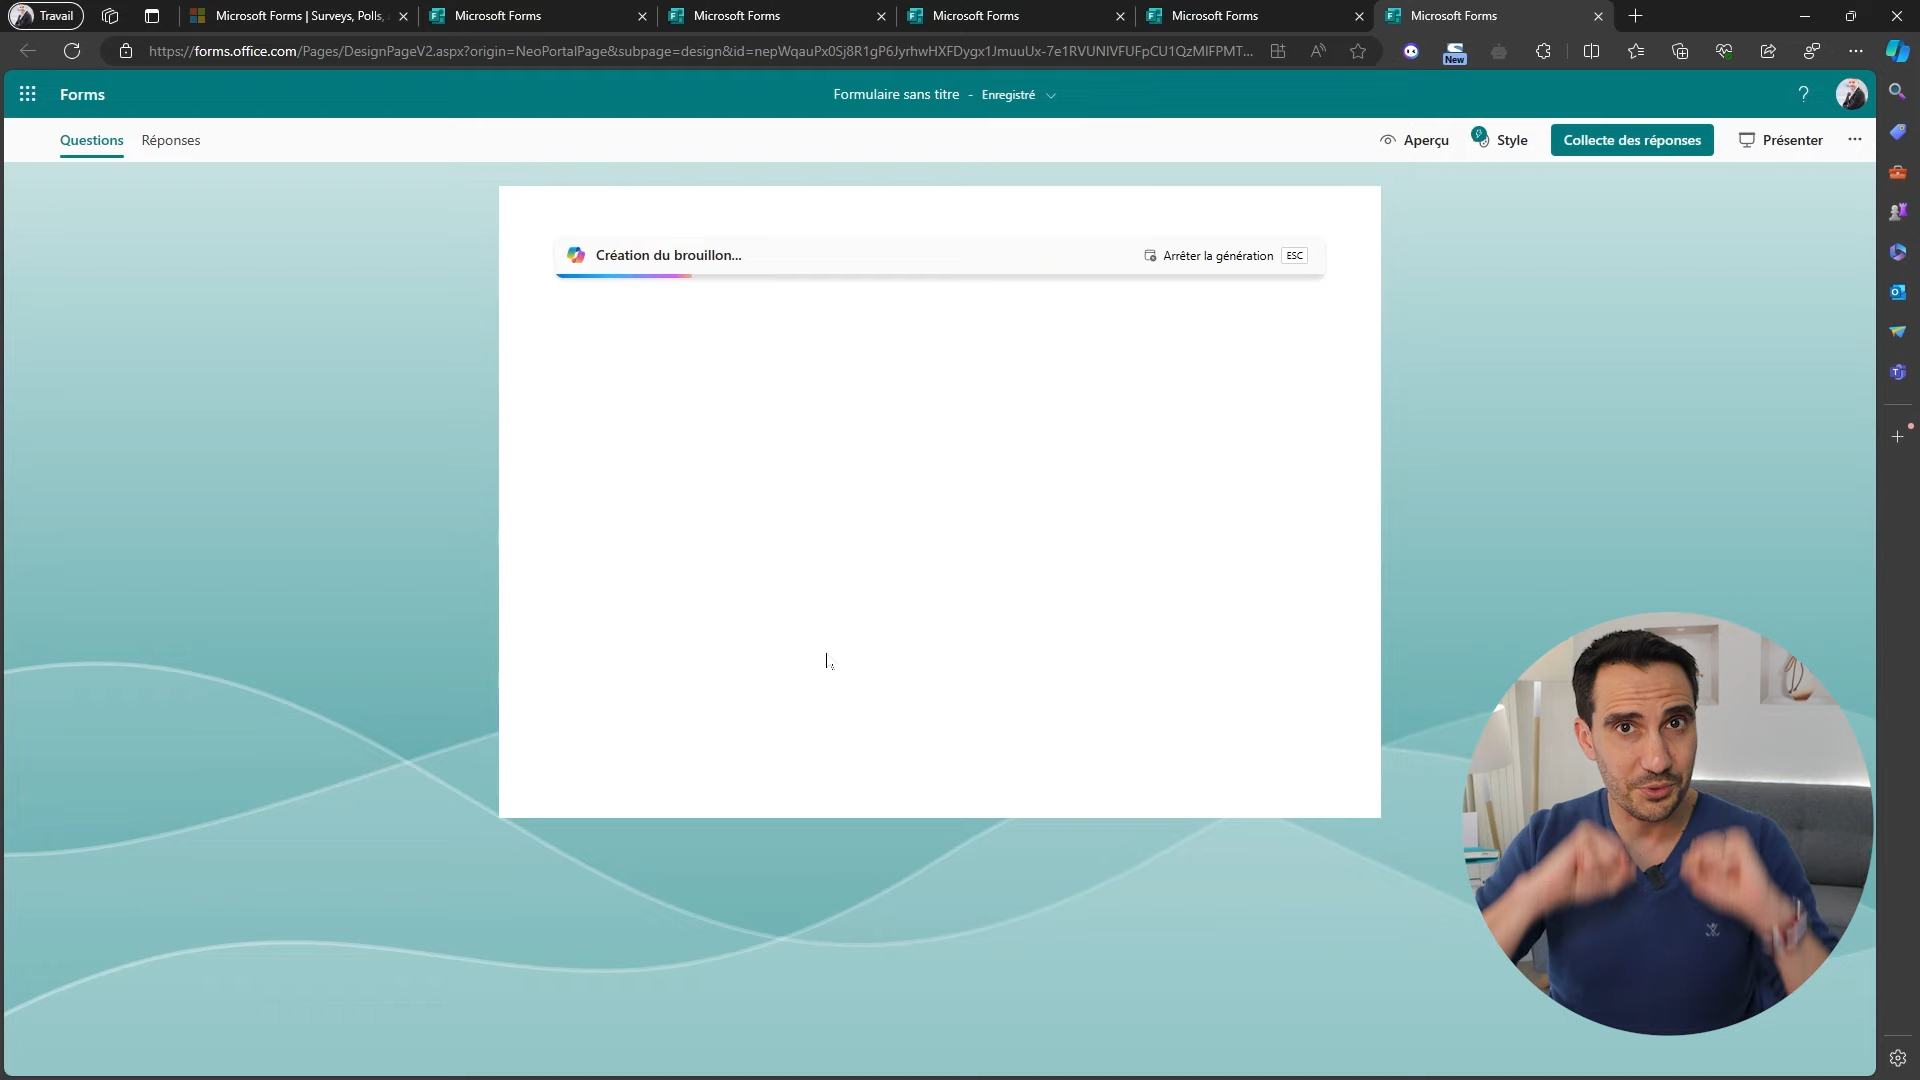 Travail
Microsoft Forms | Surveys, Polls,
Microsoft Forms
Microsoft Forms
Microsoft Forms
Microsoft Forms
Microsoft Forms
https://forms.office.com/Pages/DesignPageV2.aspx?origin=NeoPortalPage&subpage=design&id=nepWqauPx0Sj8R1gP6JyrhwHXFDygx1JmuuUx-7e1RVUNIVFUFpCU1QzMIFPMT...
New
Forms
Formulaire sans titre - Enregistré
?
Questions
Réponses
Aperçu
Style
Collecte des réponses
Présenter
Création du brouillon...
Arrêter la génération
ESC